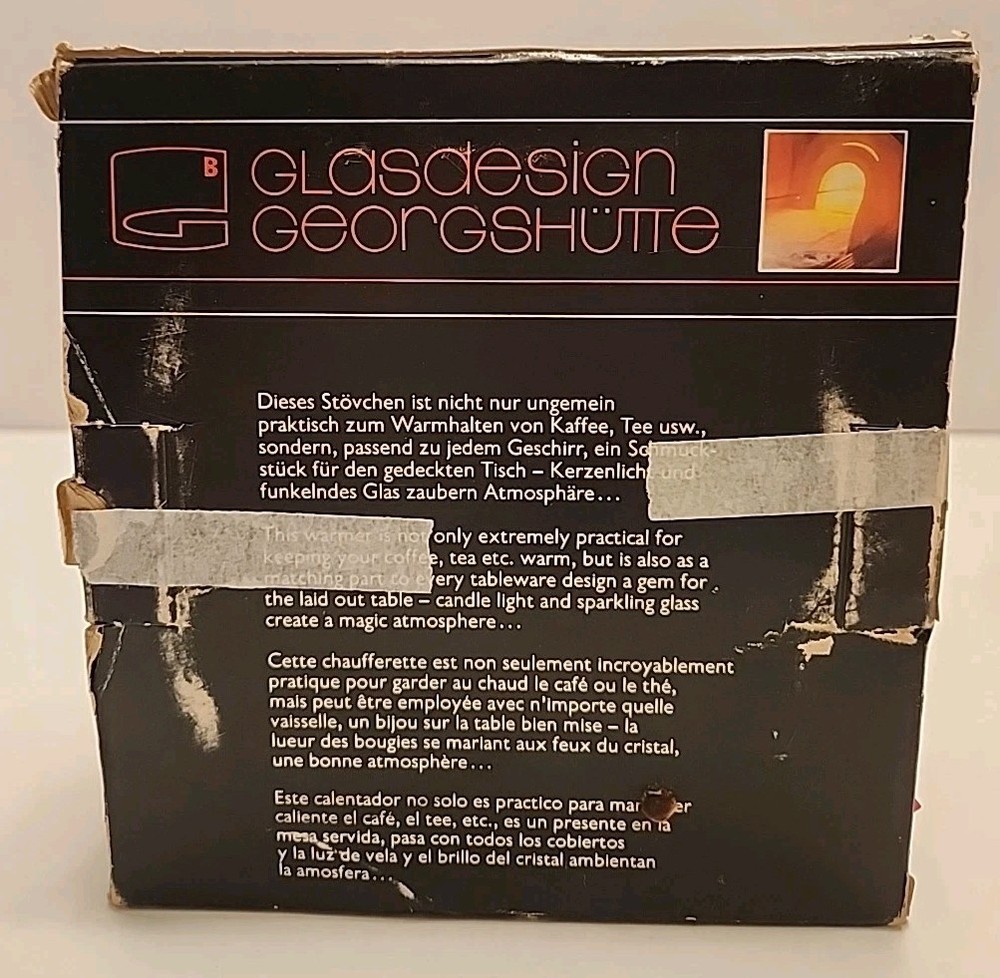 B
GLasdesign
GeorgsHÜTTe
Dieses Stövchen ist nicht nur ungemein
praktisch zum Warmhalten von Kaffee, Tee usw.,
sondern, passend zu jedem Geschirr, ein Schmuck-
stück für den gedeckten Tisch – Kerzenlicht und
funkelndes Glas zaubern Atmosphäre...
This warmer is not only extremely practical for
keeping your coffee, tea etc. warm, but is also as a
matching part to every tableware design a gem for
the laid out table – candle light and sparkling glass
create a magic atmosphere...
Cette chaufferette est non seulement incroyablement
pratique pour garder au chaud le café ou le thé,
mais peut être employée avec n'importe quelle
vaisselle, un bijou sur la table bien mise – la
lueur des bougies se mariant aux feux du cristal,
une bonne atmosphère...
Este calentador no solo es practico para
caliente el café, el tee, etc., es un presente en la
mesa servida, pasa con todos los cobiertos
y la luz de vela y el brillo del cristal ambientan
la amosfera...